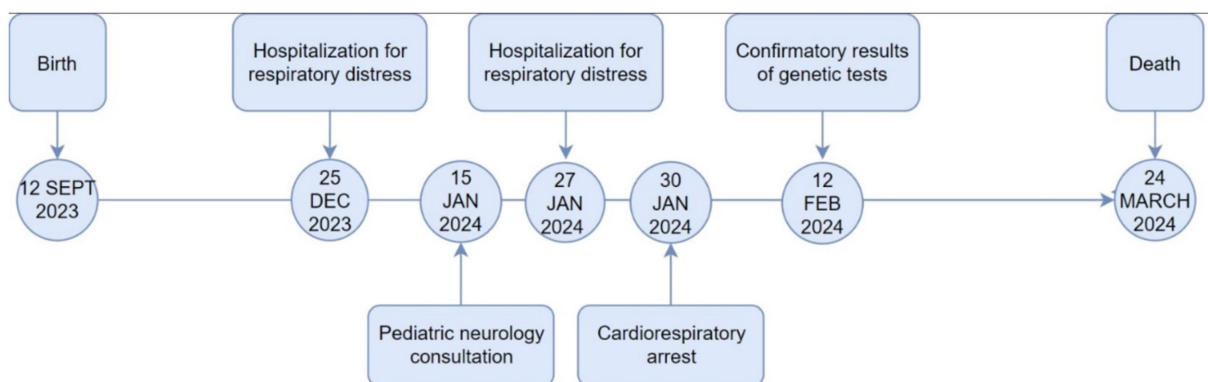 Birth
Hospitalization for
respiratory distress
Hospitalization for
respiratory distress
Confirmatory results
of genetic tests
Death
12 SEPT
2023
25
DEC
2023
15
JAN
2024
27
JAN
2024
30
JAN
2024
12
FEB
2024
24
MARCH
2024
Pediatric neurology
consultation
Cardiorespiratory
arrest